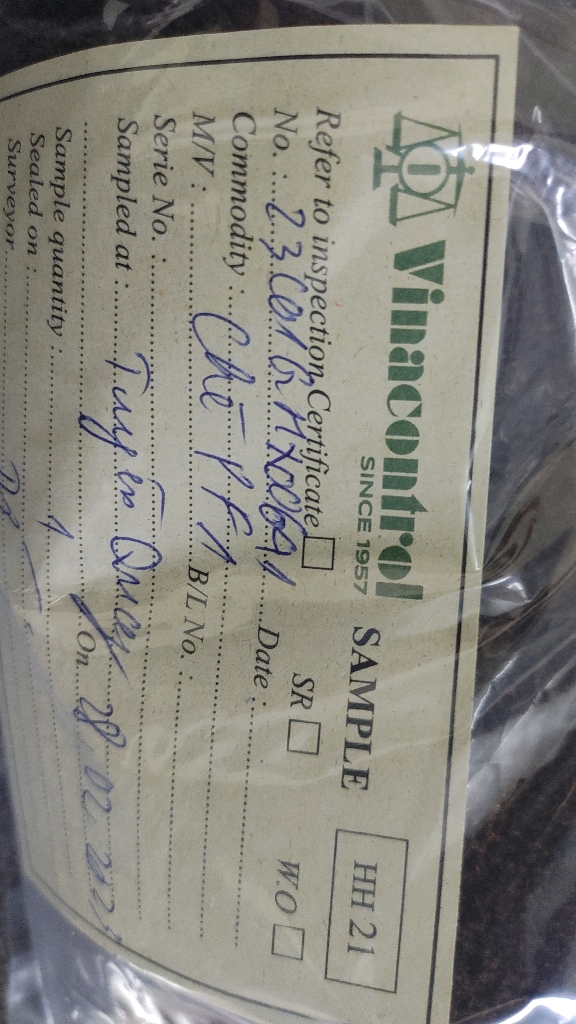 Vinacontrol
SINCE 1957
SAMPLE
HH 21
Refer to inspection Certificate SR W.O
No. : Date :
Commodity : Chè PF1
M/V : B/L No. :
Serie No. :
Sampled at : Tuyên Quang
On 28.02.
Sample quantity : 1
Sealed on :
Surveyor